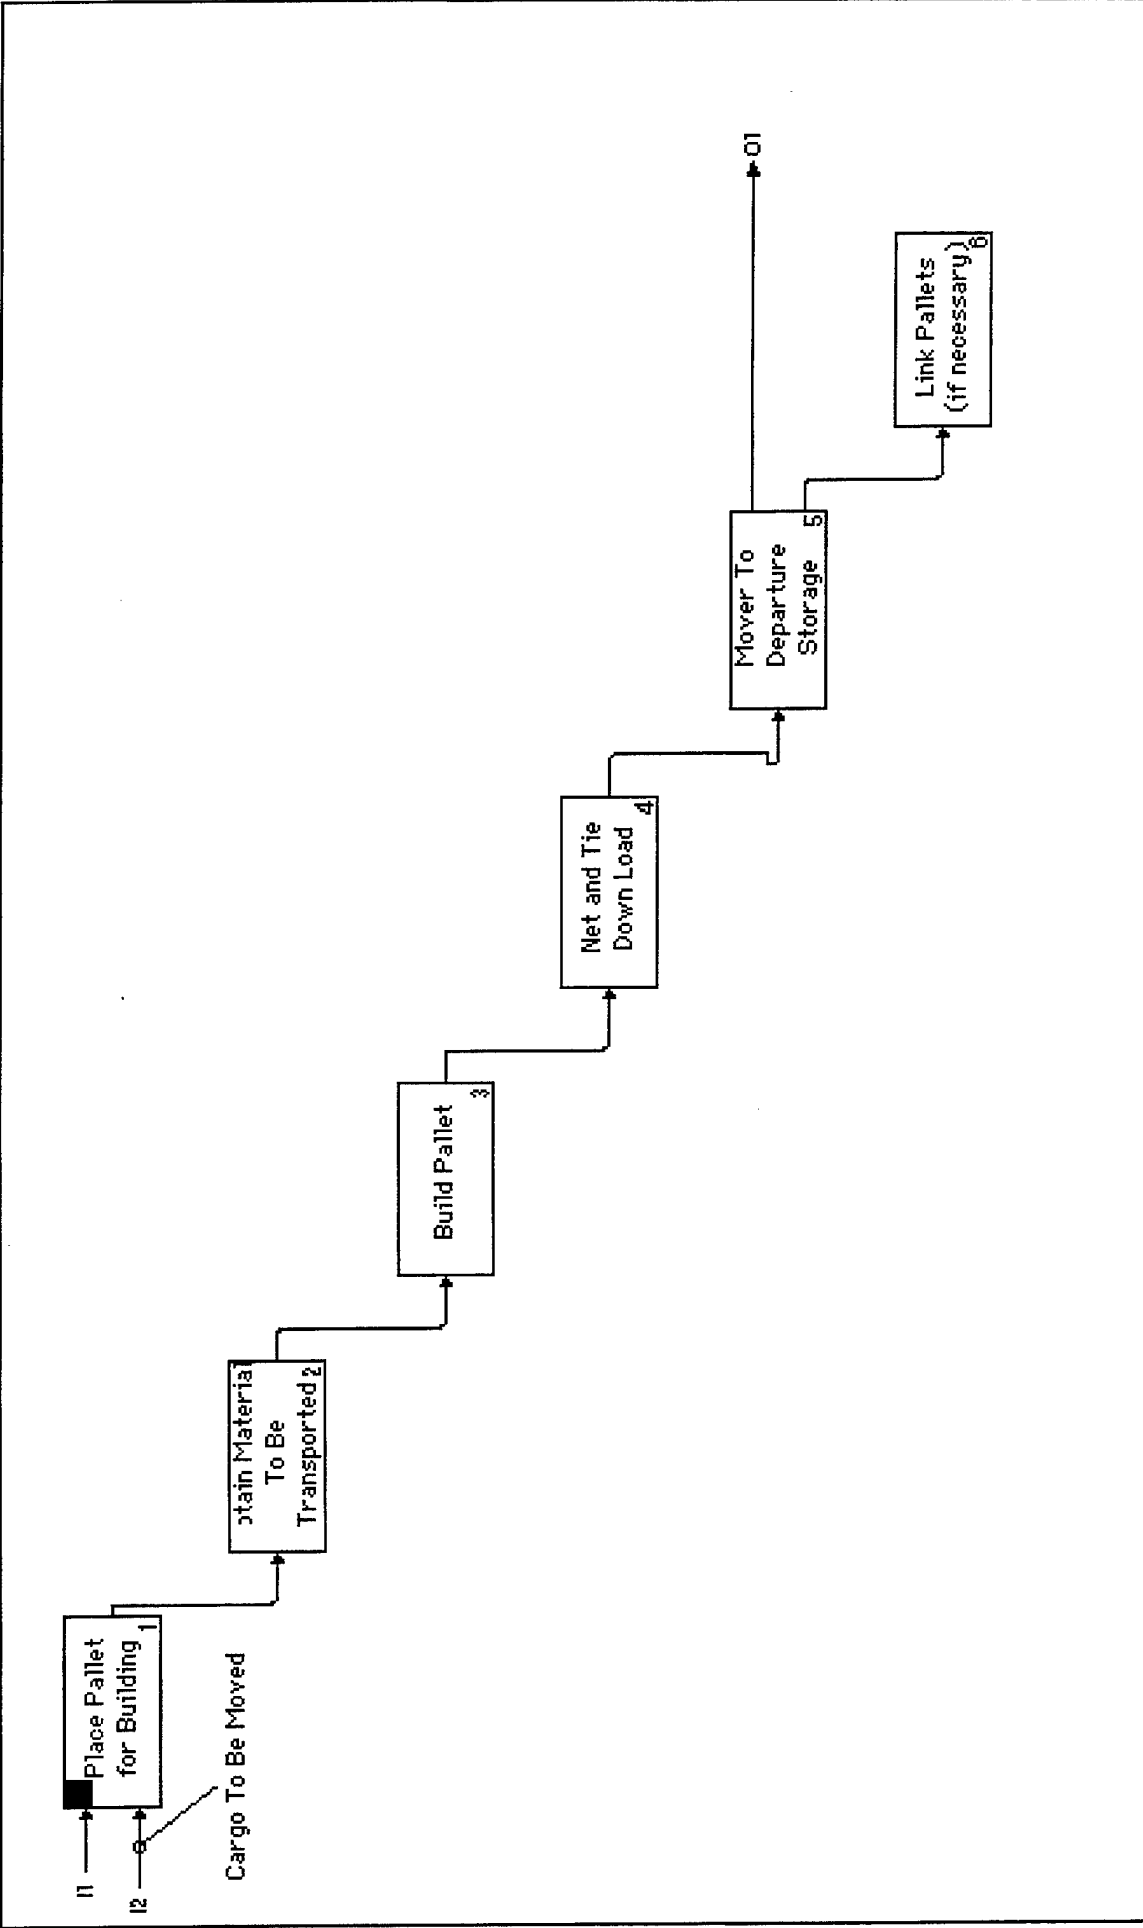 I1
I2
Place Pallet
for Building
1
Cargo To Be Moved
otain Material
To Be
Transported 2
Build Pallet
3
Net and Tie
Down Load
4
Mover To
Departure
Storage 5
O1
Link Pallets
(if necessary)
6